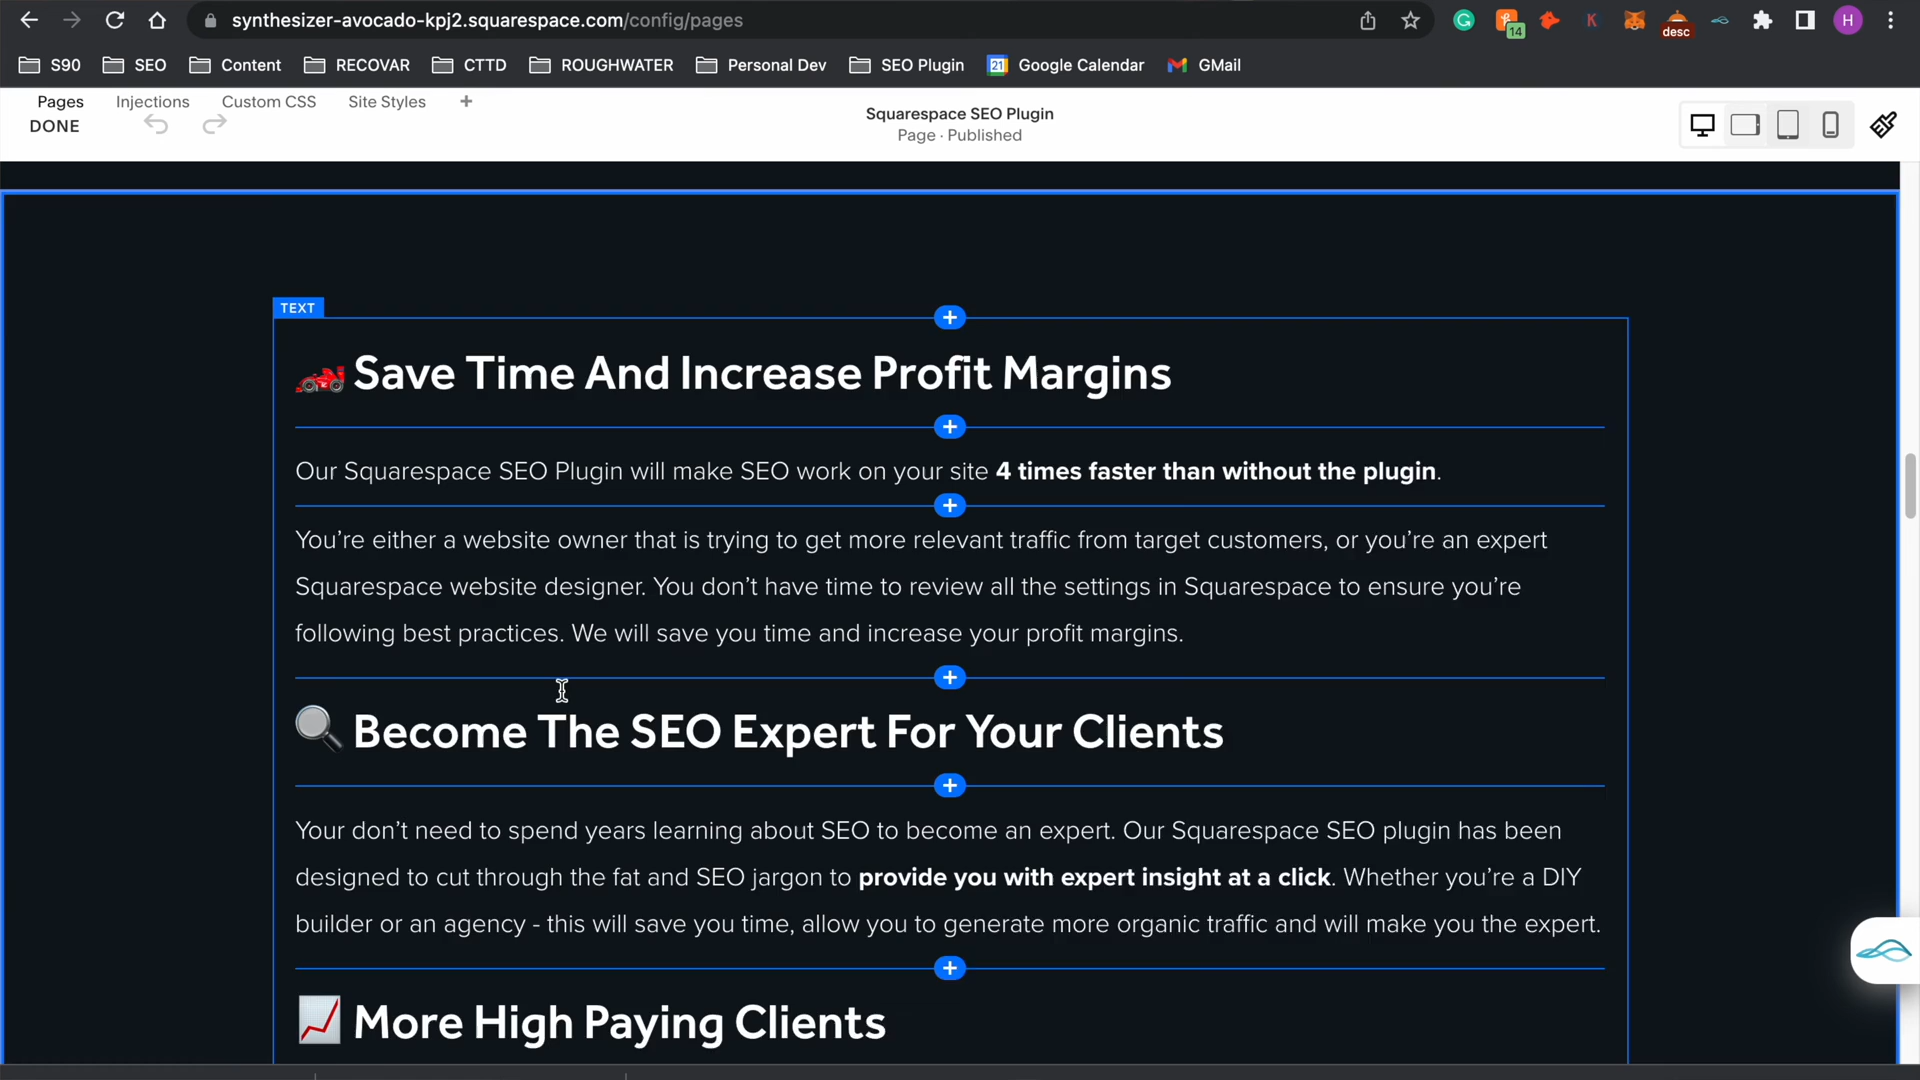 synthesizer-avocado-kpj2.squarespace.com/config/pages
14
desc
H
S90
SEO
Content
RECOVAR
CTTD
ROUGHWATER
Personal Dev
SEO Plugin
21
Google Calendar
GMail
Pages
Injections
Custom CSS
Site Styles
+
DONE
Squarespace SEO Plugin
Page · Published
TEXT
Save Time And Increase Profit Margins
Our Squarespace SEO Plugin will make SEO work on your site 4 times faster than without the plugin.
You’re either a website owner that is trying to get more relevant traffic from target customers, or you’re an expert
Squarespace website designer. You don’t have time to review all the settings in Squarespace to ensure you’re
following best practices. We will save you time and increase your profit margins.
Become The SEO Expert For Your Clients
Your don’t need to spend years learning about SEO to become an expert. Our Squarespace SEO plugin has been
designed to cut through the fat and SEO jargon to provide you with expert insight at a click. Whether you’re a DIY
builder or an agency - this will save you time, allow you to generate more organic traffic and will make you the expert.
More High Paying Clients